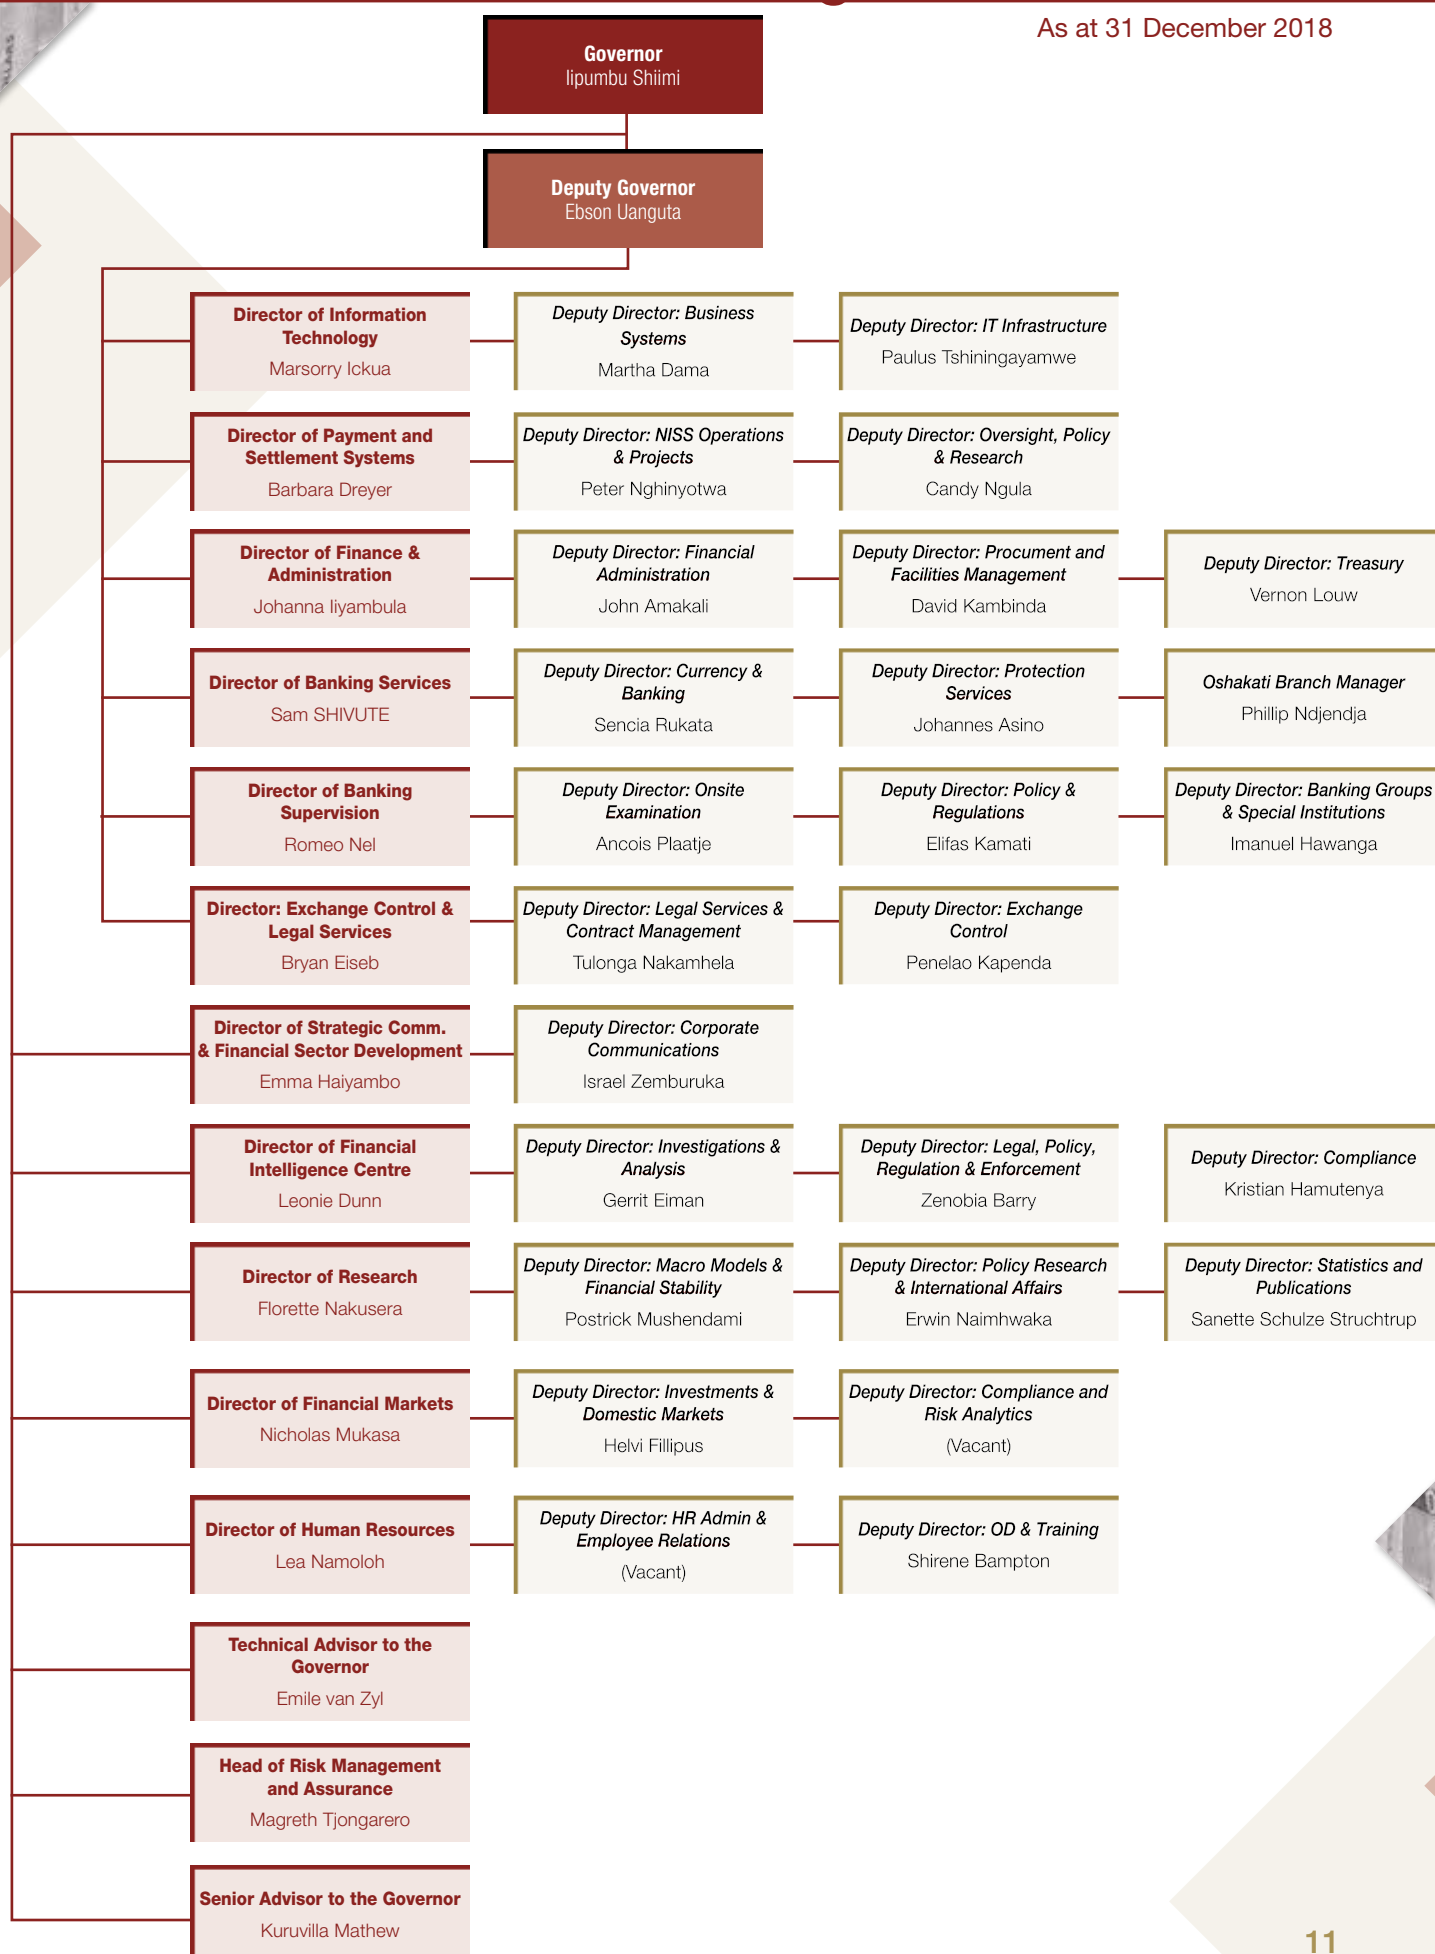 As at 31 December 2018
Governor
Iipumbu Shiimi
Deputy Governor
Ebson Uanguta
Director of Information
Technology
Marsorry Ickua
Deputy Director: Business
Systems
Martha Dama
Deputy Director: IT Infrastructure
Paulus Tshiningayamwe
Director of Payment and
Settlement Systems
Barbara Dreyer
Deputy Director: NISS Operations
& Projects
Peter Nghinyotwa
Deputy Director: Oversight, Policy
& Research
Candy Ngula
Director of Finance &
Administration
Johanna Iiyambula
Deputy Director: Financial
Administration
John Amakali
Deputy Director: Procument and
Facilities Management
David Kambinda
Deputy Director: Treasury
Vernon Louw
Director of Banking Services
Sam SHIVUTE
Deputy Director: Currency &
Banking
Sencia Rukata
Deputy Director: Protection
Services
Johannes Asino
Oshakati Branch Manager
Phillip Ndjendja
Director of Banking
Supervision
Romeo Nel
Deputy Director: Onsite
Examination
Ancois Plaatje
Deputy Director: Policy &
Regulations
Elifas Kamati
Deputy Director: Banking Groups
& Special Institutions
Imanuel Hawanga
Director: Exchange Control &
Legal Services
Bryan Eiseb
Deputy Director: Legal Services &
Contract Management
Tulonga Nakamhela
Deputy Director: Exchange
Control
Penelao Kapenda
Director of Strategic Comm.
& Financial Sector Development
Emma Haiyambo
Deputy Director: Corporate
Communications
Israel Zemburuka
Director of Financial
Intelligence Centre
Leonie Dunn
Deputy Director: Investigations &
Analysis
Gerrit Eiman
Deputy Director: Legal, Policy,
Regulation & Enforcement
Zenobia Barry
Deputy Director: Compliance
Kristian Hamutenya
Director of Research
Florette Nakusera
Deputy Director: Macro Models &
Financial Stability
Postrick Mushendami
Deputy Director: Policy Research
& International Affairs
Erwin Naimhwaka
Deputy Director: Statistics and
Publications
Sanette Schulze Struchtrup
Director of Financial Markets
Nicholas Mukasa
Deputy Director: Investments &
Domestic Markets
Helvi Fillipus
Deputy Director: Compliance and
Risk Analytics
(Vacant)
Director of Human Resources
Lea Namoloh
Deputy Director: HR Admin &
Employee Relations
(Vacant)
Deputy Director: OD & Training
Shirene Bampton
Technical Advisor to the
Governor
Emile van Zyl
Head of Risk Management
and Assurance
Magreth Tjongarero
Senior Advisor to the Governor
Kuruvilla Mathew
11